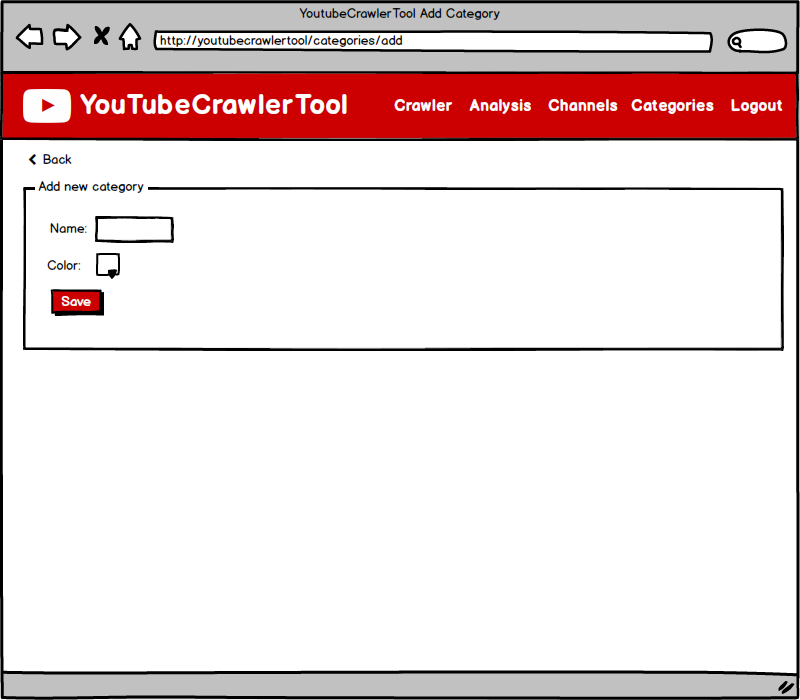 YoutubeCrawlerTool Add Category
http://youtubecrawlertool/categories/add
YouTubeCrawlerTool Crawler Analysis Channels Categories Logout
Back
Add new category
Name:
Color:
Save